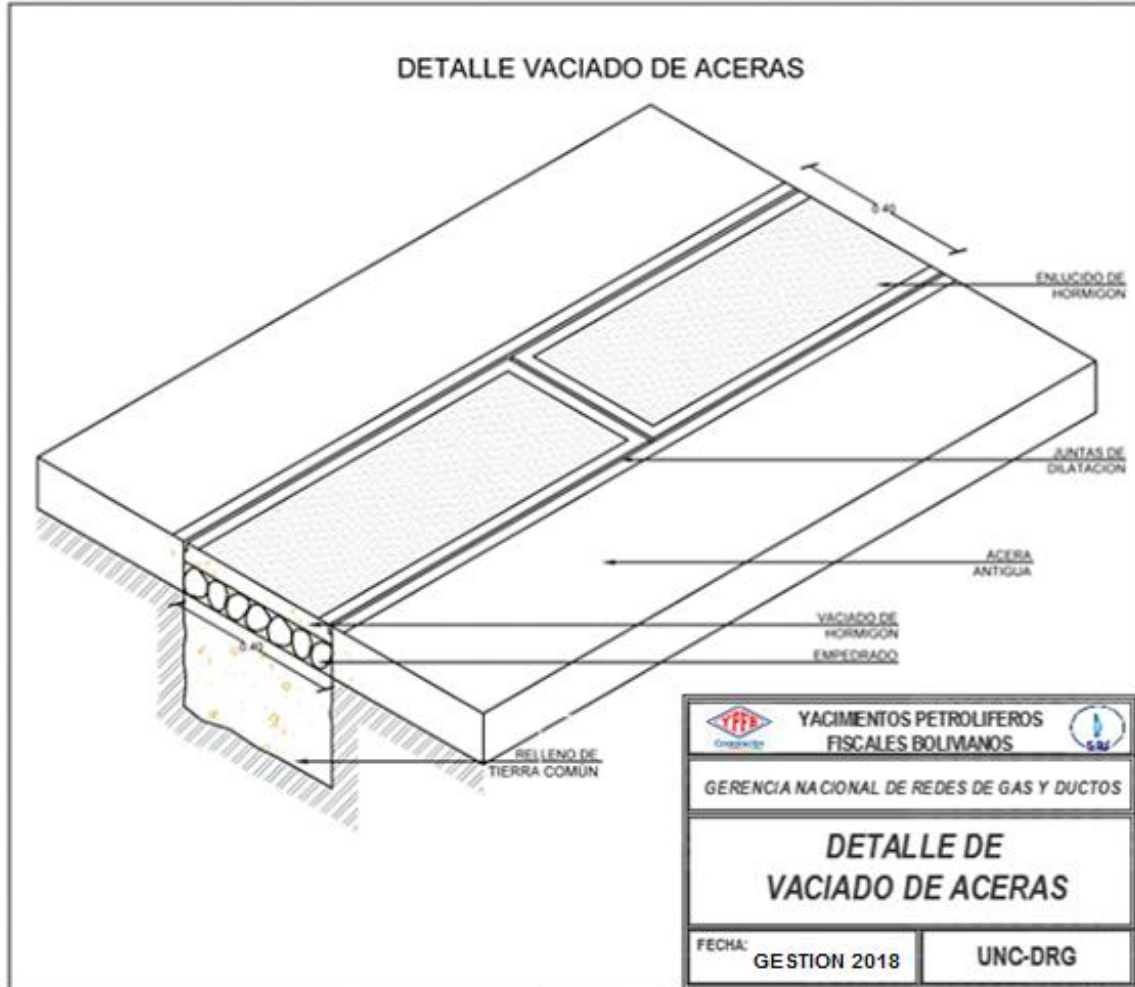 DETALLE VACIADO DE ACERAS
0.40
ENLUCIDO DE
HORMIGON
JUNTAS DE
DILATACION
ACERA
ANTIGUA
VACIADO DE
HORMIGON
EMPEDRADO
0.40
RELLENO DE
TIERRA COMÚN
YPFB
Corporación
YACIMIENTOS PETROLIFEROS
FISCALES BOLIVIANOS
GERENCIA NACIONAL DE REDES DE GAS Y DUCTOS
DETALLE DE
VACIADO DE ACERAS
FECHA:
GESTION 2018
UNC-DRG